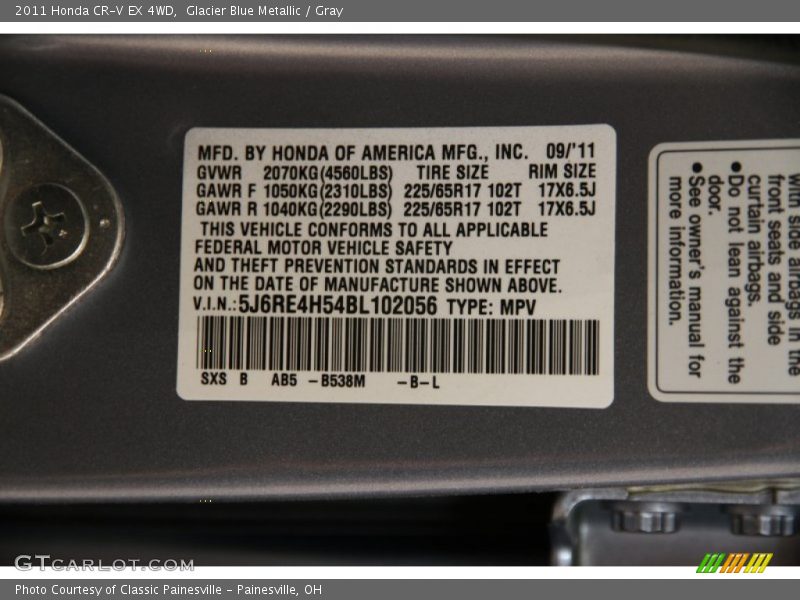 2011 Honda CR-V EX 4WD,  Glacier Blue Metallic / Gray
MFD. BY HONDA OF AMERICA MFG., INC. 09/'11
GVWR 2070KG(4560LBS) TIRE SIZE RIM SIZE
GAWR F 1050KG(2310LBS) 225/65R17 102T 17X6.5J
GAWR R 1040KG(2290LBS) 225/65R17 102T 17X6.5J
THIS VEHICLE CONFORMS TO ALL APPLICABLE
FEDERAL MOTOR VEHICLE SAFETY
AND THEFT PREVENTION STANDARDS IN EFFECT
ON THE DATE OF MANUFACTURE SHOWN ABOVE.
V.I.N.:5J6RE4H54BL102056 TYPE: MPV
SXS B AB5 -B538M -B-L
with side airbags in the
front seats and side
curtain airbags.
●Do not lean against the
door.
●See owner's manual for
more information.
GTCarlot.com
Photo Courtesy of Classic Painesville - Painesville, OH